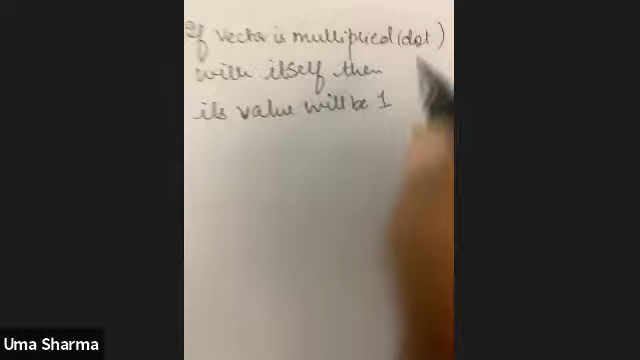 If vector is multiplied (dot)
with itself then
its value will be 1
Uma Sharma